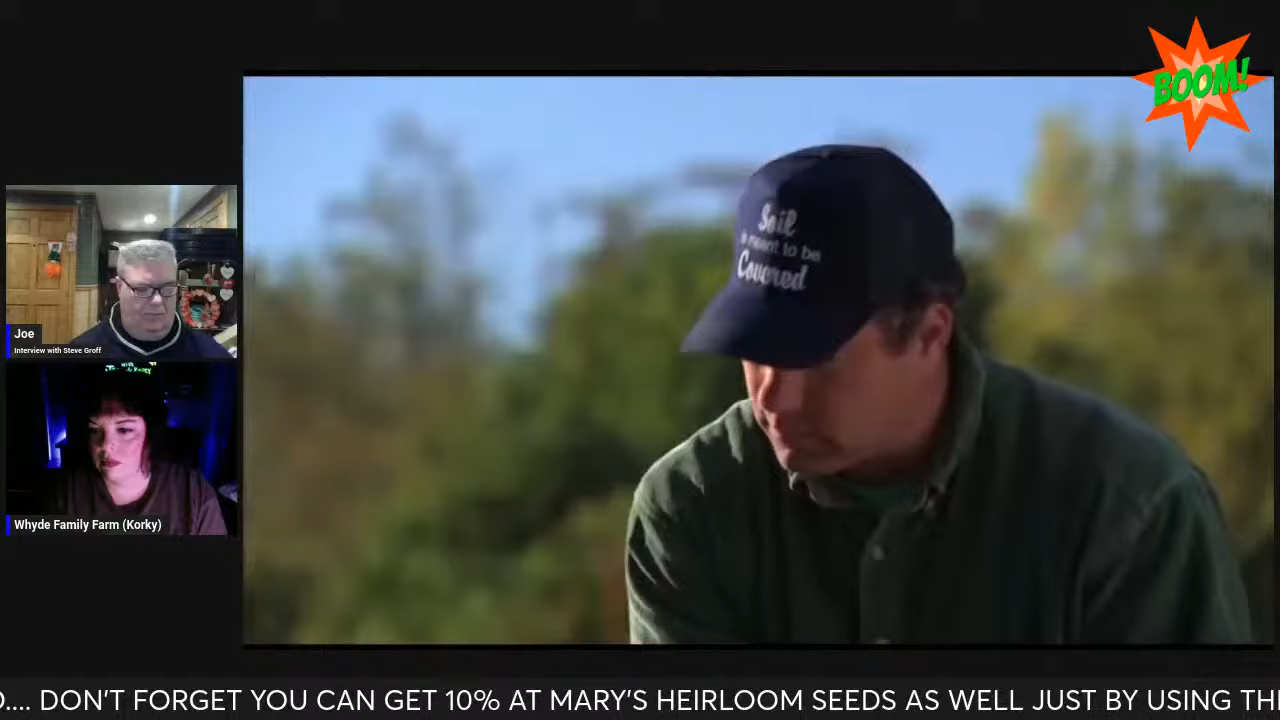 BOOM!
Soil
is meant to be
Covered
Joe
Interview with Steve Groff
Whyde Family Farm (Korky)
O.... DON'T FORGET YOU CAN GET 10% AT MARY'S HEIRLOOM SEEDS AS WELL JUST BY USING THE